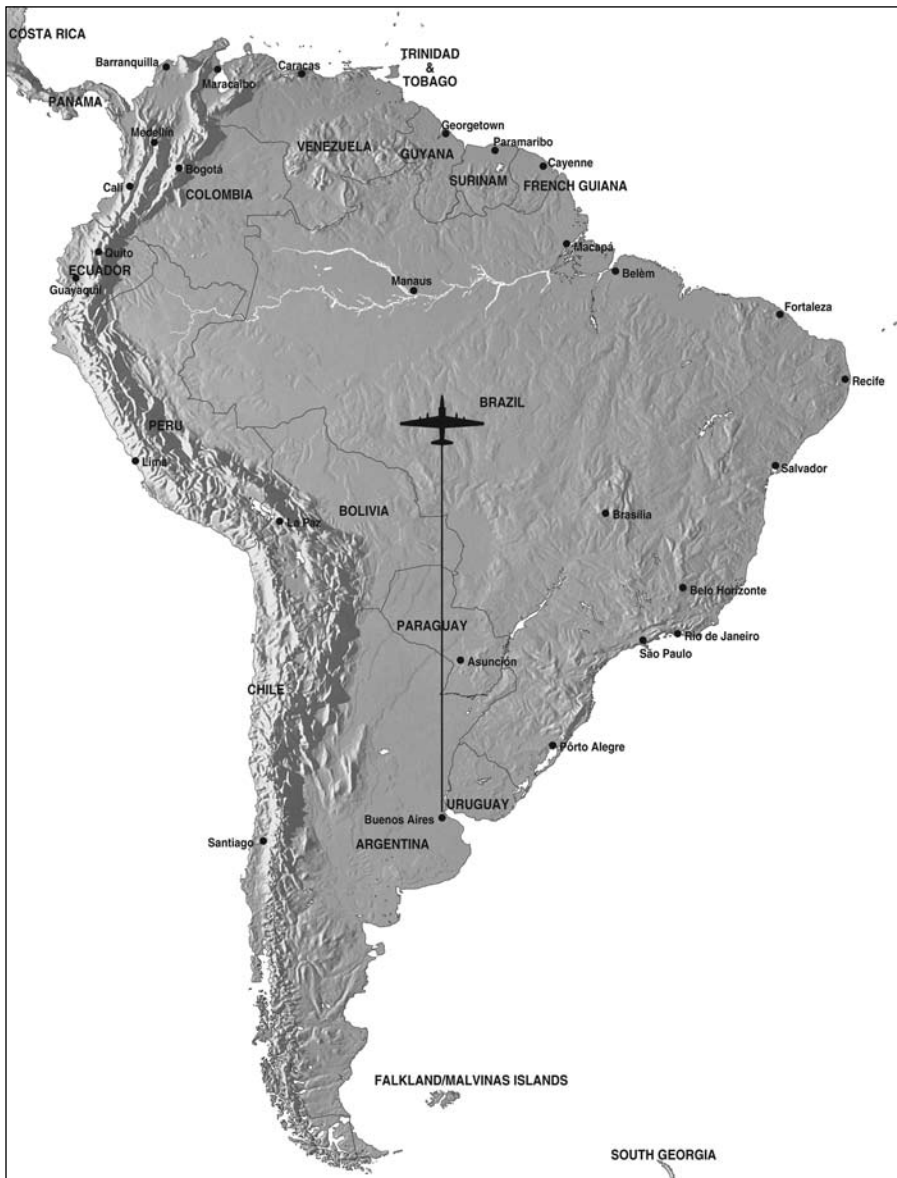 COSTA RICA
Barranquilla
Caracas
TRINIDAD
&
TOBAGO
Maracaibo
PANAMA
Georgetown
Medellín
VENEZUELA
GUYANA
Paramaribo
Bogotá
Cayenne
Cali
COLOMBIA
SURINAM
FRENCH GUIANA
Quito
Macapá
ECUADOR
Belèm
Guayaquil
Manaus
Fortaleza
Recife
BRAZIL
PERU
Lima
Salvador
BOLIVIA
La Paz
Brasilia
Belo Horizonte
PARAGUAY
Rio de Janeiro
São Paulo
Asunción
CHILE
Pôrto Alegre
URUGUAY
Buenos Aires
Santiago
ARGENTINA
FALKLAND/MALVINAS ISLANDS
SOUTH GEORGIA